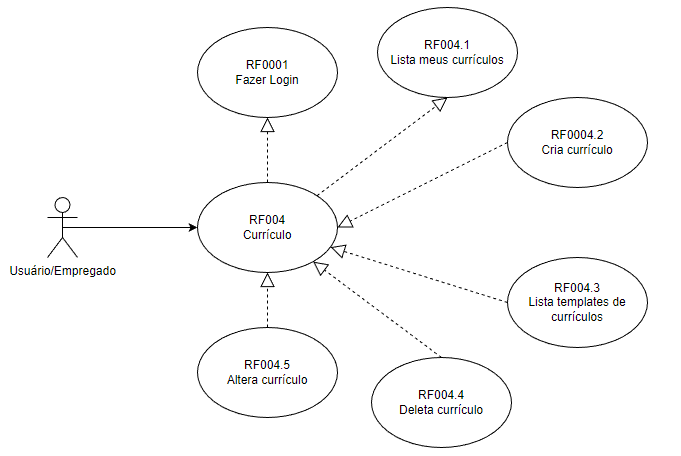 RF0001
Fazer Login
RF004.1
Lista meus currículos
RF0004.2
Cria currículo
RF004
Currículo
Usuário/Empregado
RF004.3
Lista templates de
currículos
RF004.5
Altera currículo
RF004.4
Deleta currículo